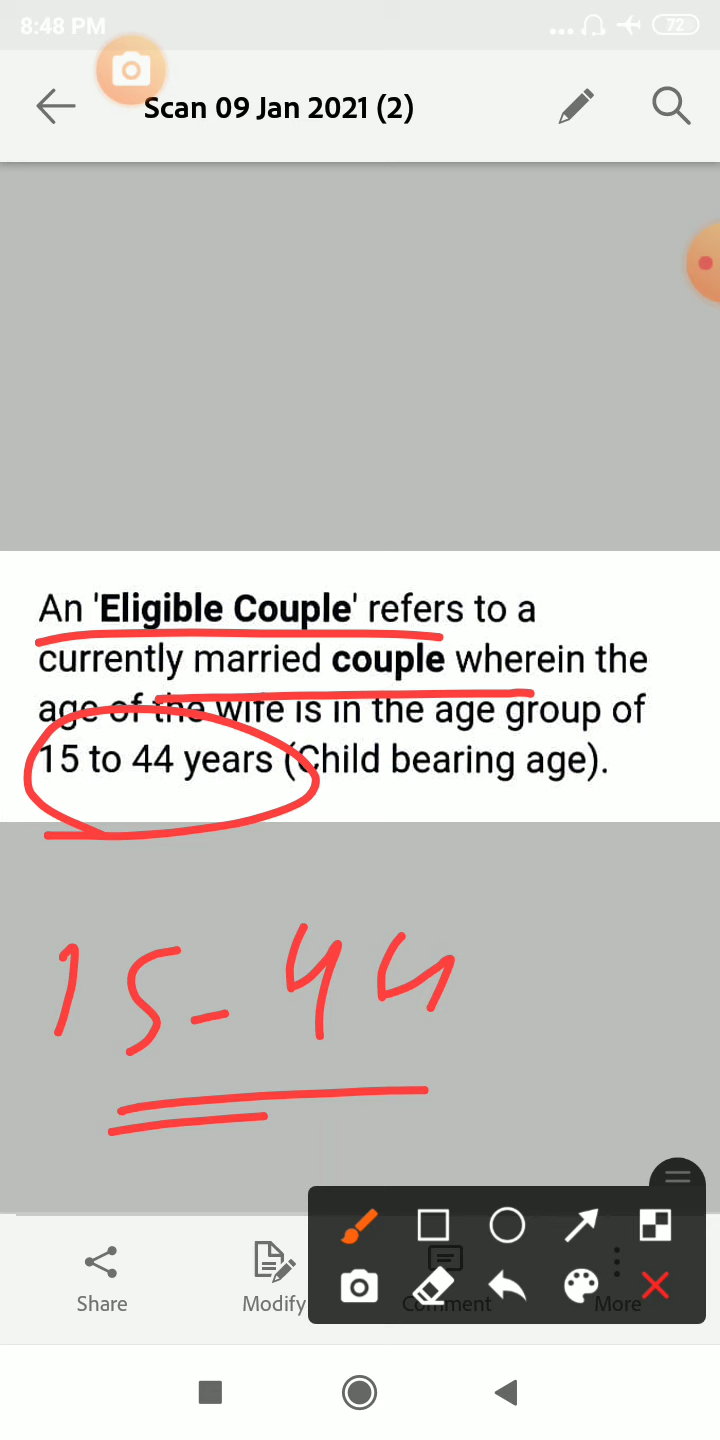 8:48 PM
72
Scan 09 Jan 2021 (2)
An 'Eligible Couple' refers to a
currently married couple wherein the
age of the wife is in the age group of
15 to 44 years (Child bearing age).
15-44
Share
Modify
Comment
More